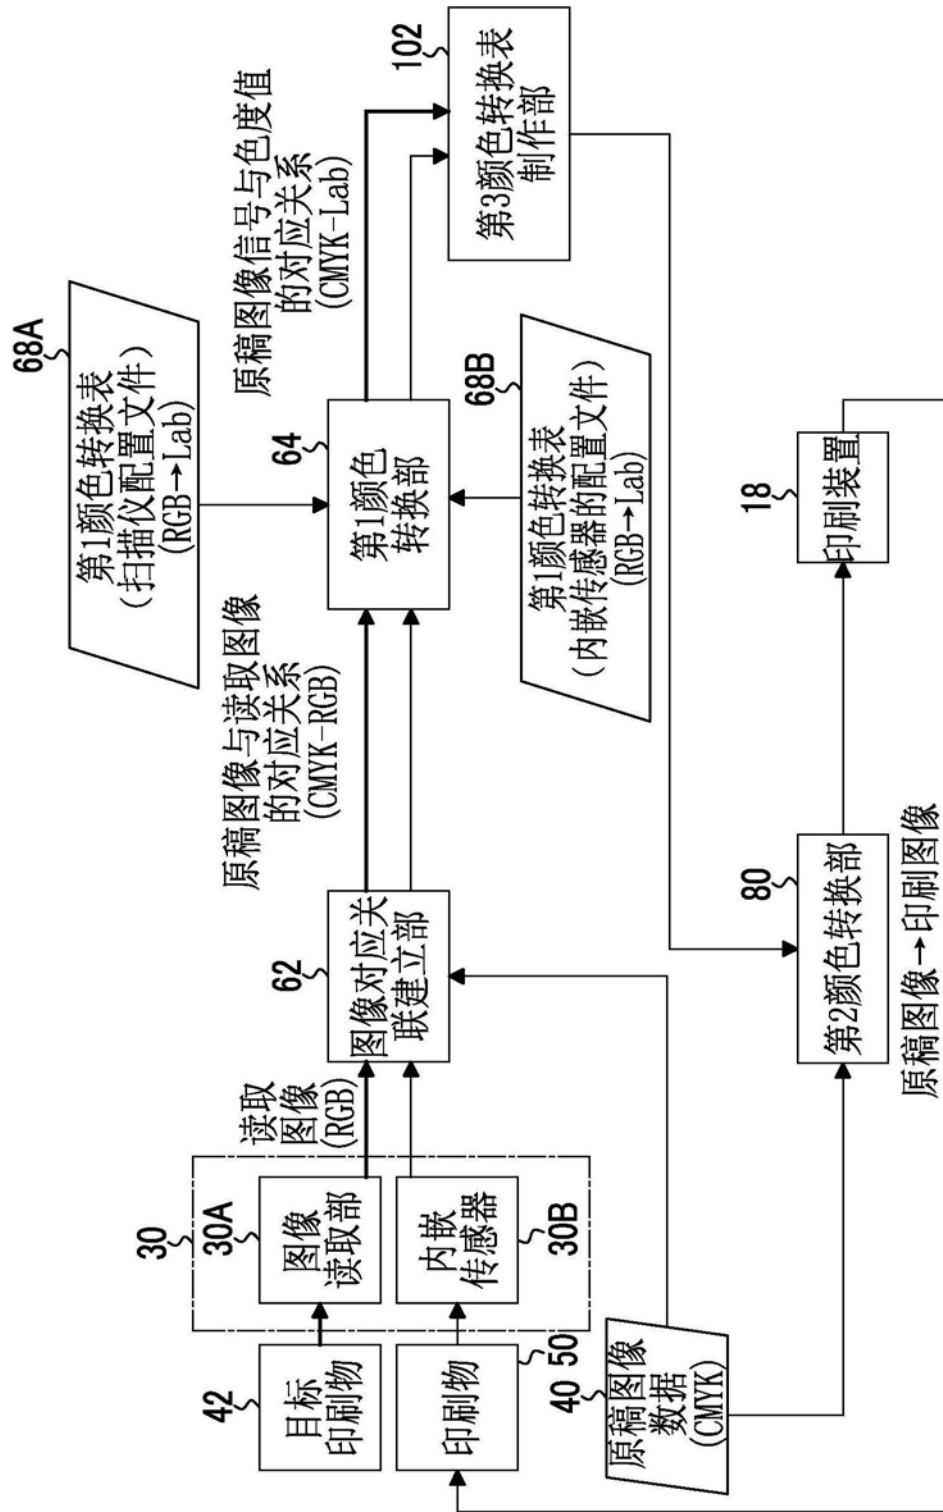 30
30A
图像
读取部
内嵌
传感器
30B
42
目标
印刷物
印刷物
50
40
原稿图像
数据
(CMYK)
读取
图像
(RGB)
62
图像对应关
联建立部
原稿图像与读取图像
的对应关系
(CMYK-RGB)
68A
第1颜色转换表
(扫描仪配置文件)
(RGB→Lab)
64
第1颜色
转换部
68B
第1颜色转换表
(内嵌传感器的配置文件)
(RGB→Lab)
原稿图像信号与色度值
的对应关系
(CMYK-Lab)
102
第3颜色转换表
制作部
80
第2颜色转换部
原稿图像→印刷图像
18
印刷装置